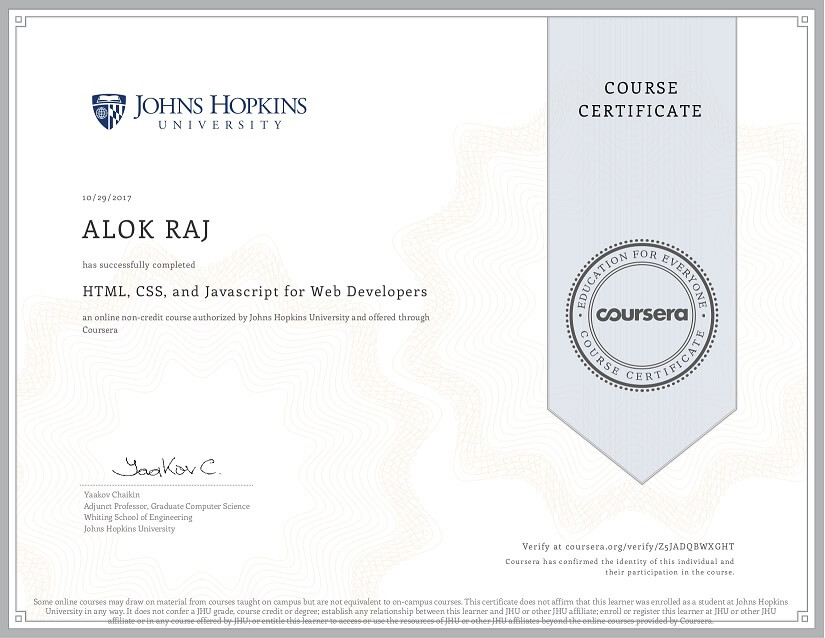 JOHNS HOPKINS
UNIVERSITY
COURSE
CERTIFICATE
10/29/2017
ALOK RAJ
has successfully completed
HTML, CSS, and Javascript for Web Developers
an online non-credit course authorized by Johns Hopkins University and offered through
Coursera
EDUCATION FOR EVERYONE
coursera
COURSE CERTIFICATE
Yaakov C.
Yaakov Chaikin
Adjunct Professor, Graduate Computer Science
Whiting School of Engineering
Johns Hopkins University
Verify at coursera.org/verify/Z5JADQBWXGHT
Coursera has confirmed the identity of this individual and
their participation in the course.
Some online courses may draw on material from courses taught on campus but are not equivalent to on-campus courses. This certificate does not affirm that this learner was enrolled as a student at Johns Hopkins
University in any way. It does not confer a JHU grade, course credit or degree; establish any relationship between this learner and JHU or other JHU affiliate; enroll or register this learner at JHU or other JHU
affiliate or in any course offered by JHU; or entitle this learner to access or use the resources of JHU or other JHU affiliates beyond the online courses provided by Coursera.